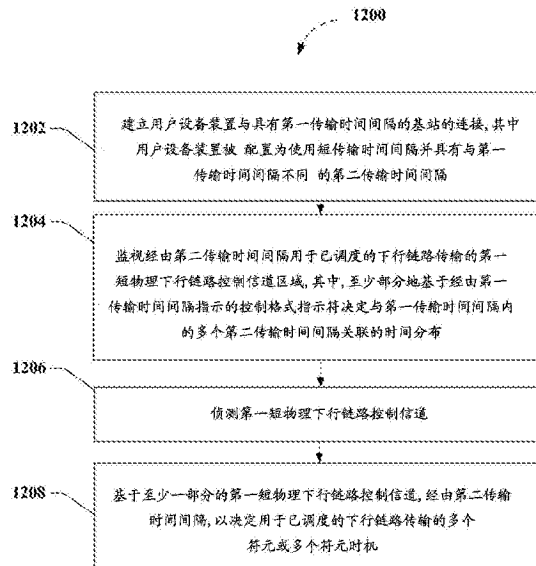 1200
1202
建立用户设备装置与具有第一传输时间间隔的基站的连接,其中
用户设备装置被 配置为使用短传输时间间隔并具有与第一
传输时间间隔不同 的第二传输时间间隔
1204
监视经由第二传输时间间隔用于已调度的下行链路传输的第一
短物理下行链路控制信道区域,其中,至少部分地基于经由第一
传输时间间隔指示的控制格式指示将决定与第一传输时间间隔内
的多个第二传输时间间隔关联的时间分布
1206
侦测第一短物理下行链路控制信道
1208
基于至少一部分的第一短物理下行链路控制信道,经由第二传输
时间间隔,以决定用于已调度的下行链路传输的多个
符元或多个符元时机